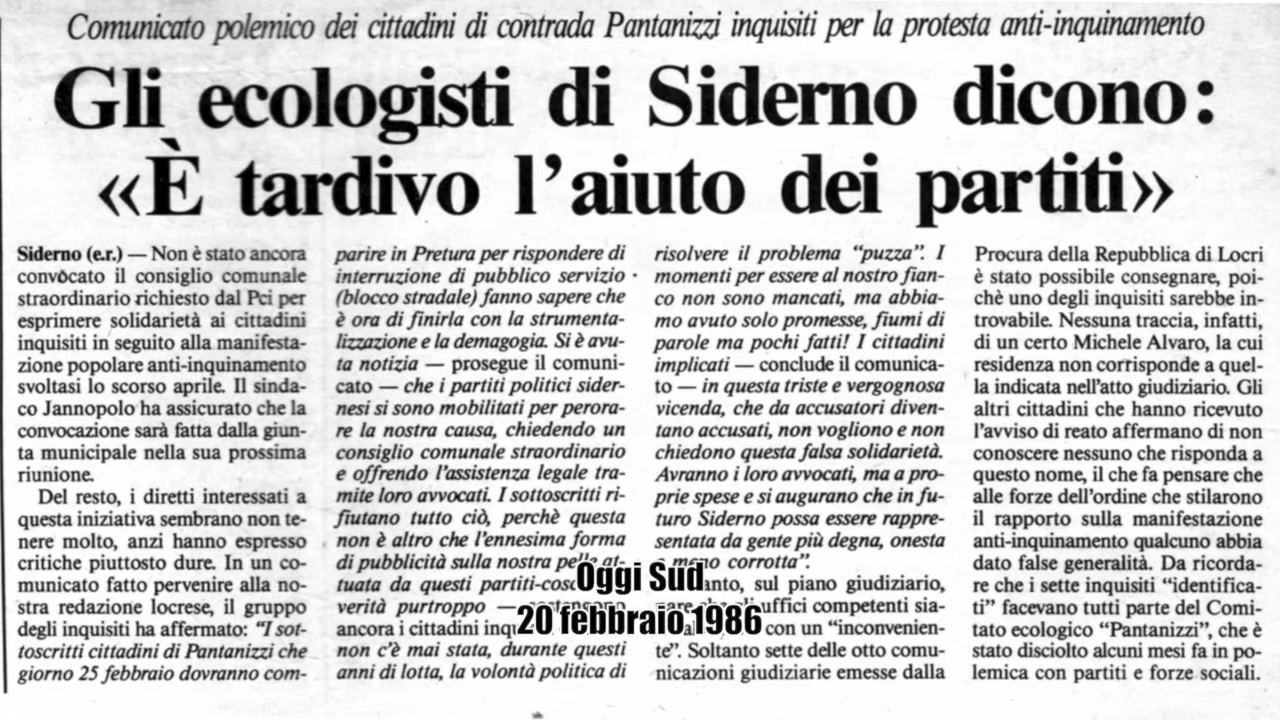 Comunicato polemico dei cittadini di contrada Pantanizzi inquisiti per la protesta anti-inquinamento
Gli ecologisti di Siderno dicono:
«È tardivo l'aiuto dei partiti»
Siderno (e.r.) — Non è stato ancora
convocato il consiglio comunale
straordinario richiesto dal Pci per
esprimere solidarietà ai cittadini
inquisiti in seguito alla manifesta-
zione popolare anti-inquinamento
svoltasi lo scorso aprile. Il sinda-
co Jannopolo ha assicurato che la
convocazione sarà fatta dalla giun-
ta municipale nella sua prossima
riunione.
Del resto, i diretti interessati a
questa iniziativa sembrano non te-
nere molto, anzi hanno espresso
critiche piuttosto dure. In un co-
municato fatto pervenire alla no-
stra redazione locrese, il gruppo
degli inquisiti ha affermato: "I sot-
toscritti cittadini di Pantanizzi che
giorno 25 febbraio dovranno com-
parire in Pretura per rispondere di
interruzione di pubblico servizio
(blocco stradale) fanno sapere che
è ora di finirla con la strumenta-
lizzazione e la demagogia. Si è avu-
ta notizia — prosegue il comuni-
cato — che i partiti politici sider-
nesi si sono mobilitati per perora-
re la nostra causa, chiedendo un
consiglio comunale straordinario
e offrendo l'assistenza legale tra-
mite loro avvocati. I sottoscritti ri-
fiutano tutto ciò, perchè questa
non è altro che l'ennesima forma
di pubblicità sulla nostra pelle at-
tuata da questi partiti-cosc
verità purtroppo — sostengono
ancora i cittadini inq
non c'è mai stata, durante questi
anni di lotta, la volontà politica di
risolvere il problema "puzza". I
momenti per essere al nostro fian-
co non sono mancati, ma abbia-
mo avuto solo promesse, fiumi di
parole ma pochi fatti! I cittadini
implicati — conclude il comunica-
to — in questa triste e vergognosa
vicenda, che da accusatori diven-
tano accusati, non vogliono e non
chiedono questa falsa solidarietà.
Avranno i loro avvocati, ma a pro-
prie spese e si augurano che in fu-
turo Siderno possa essere rappre-
sentata da gente più degna, onesta
meno corrotta".
anto, sul piano giudiziario,
uffici competenti sia-
con un "inconvenien-
te". Soltanto sette delle otto comu-
nicazioni giudiziarie emesse dalla
Procura della Repubblica di Locri
è stato possibile consegnare, poi-
chè uno degli inquisiti sarebbe in-
trovabile. Nessuna traccia, infatti,
di un certo Michele Alvaro, la cui
residenza non corrisponde a quel-
la indicata nell'atto giudiziario. Gli
altri cittadini che hanno ricevuto
l'avviso di reato affermano di non
conoscere nessuno che risponda a
questo nome, il che fa pensare che
alle forze dell'ordine che stilarono
il rapporto sulla manifestazione
anti-inquinamento qualcuno abbia
dato false generalità. Da ricorda-
re che i sette inquisiti "identifica-
ti" facevano tutti parte del Comi-
tato ecologico "Pantanizzi", che è
stato disciolto alcuni mesi fa in po-
lemica con partiti e forze sociali.
Oggi Sud
20 febbraio 1986